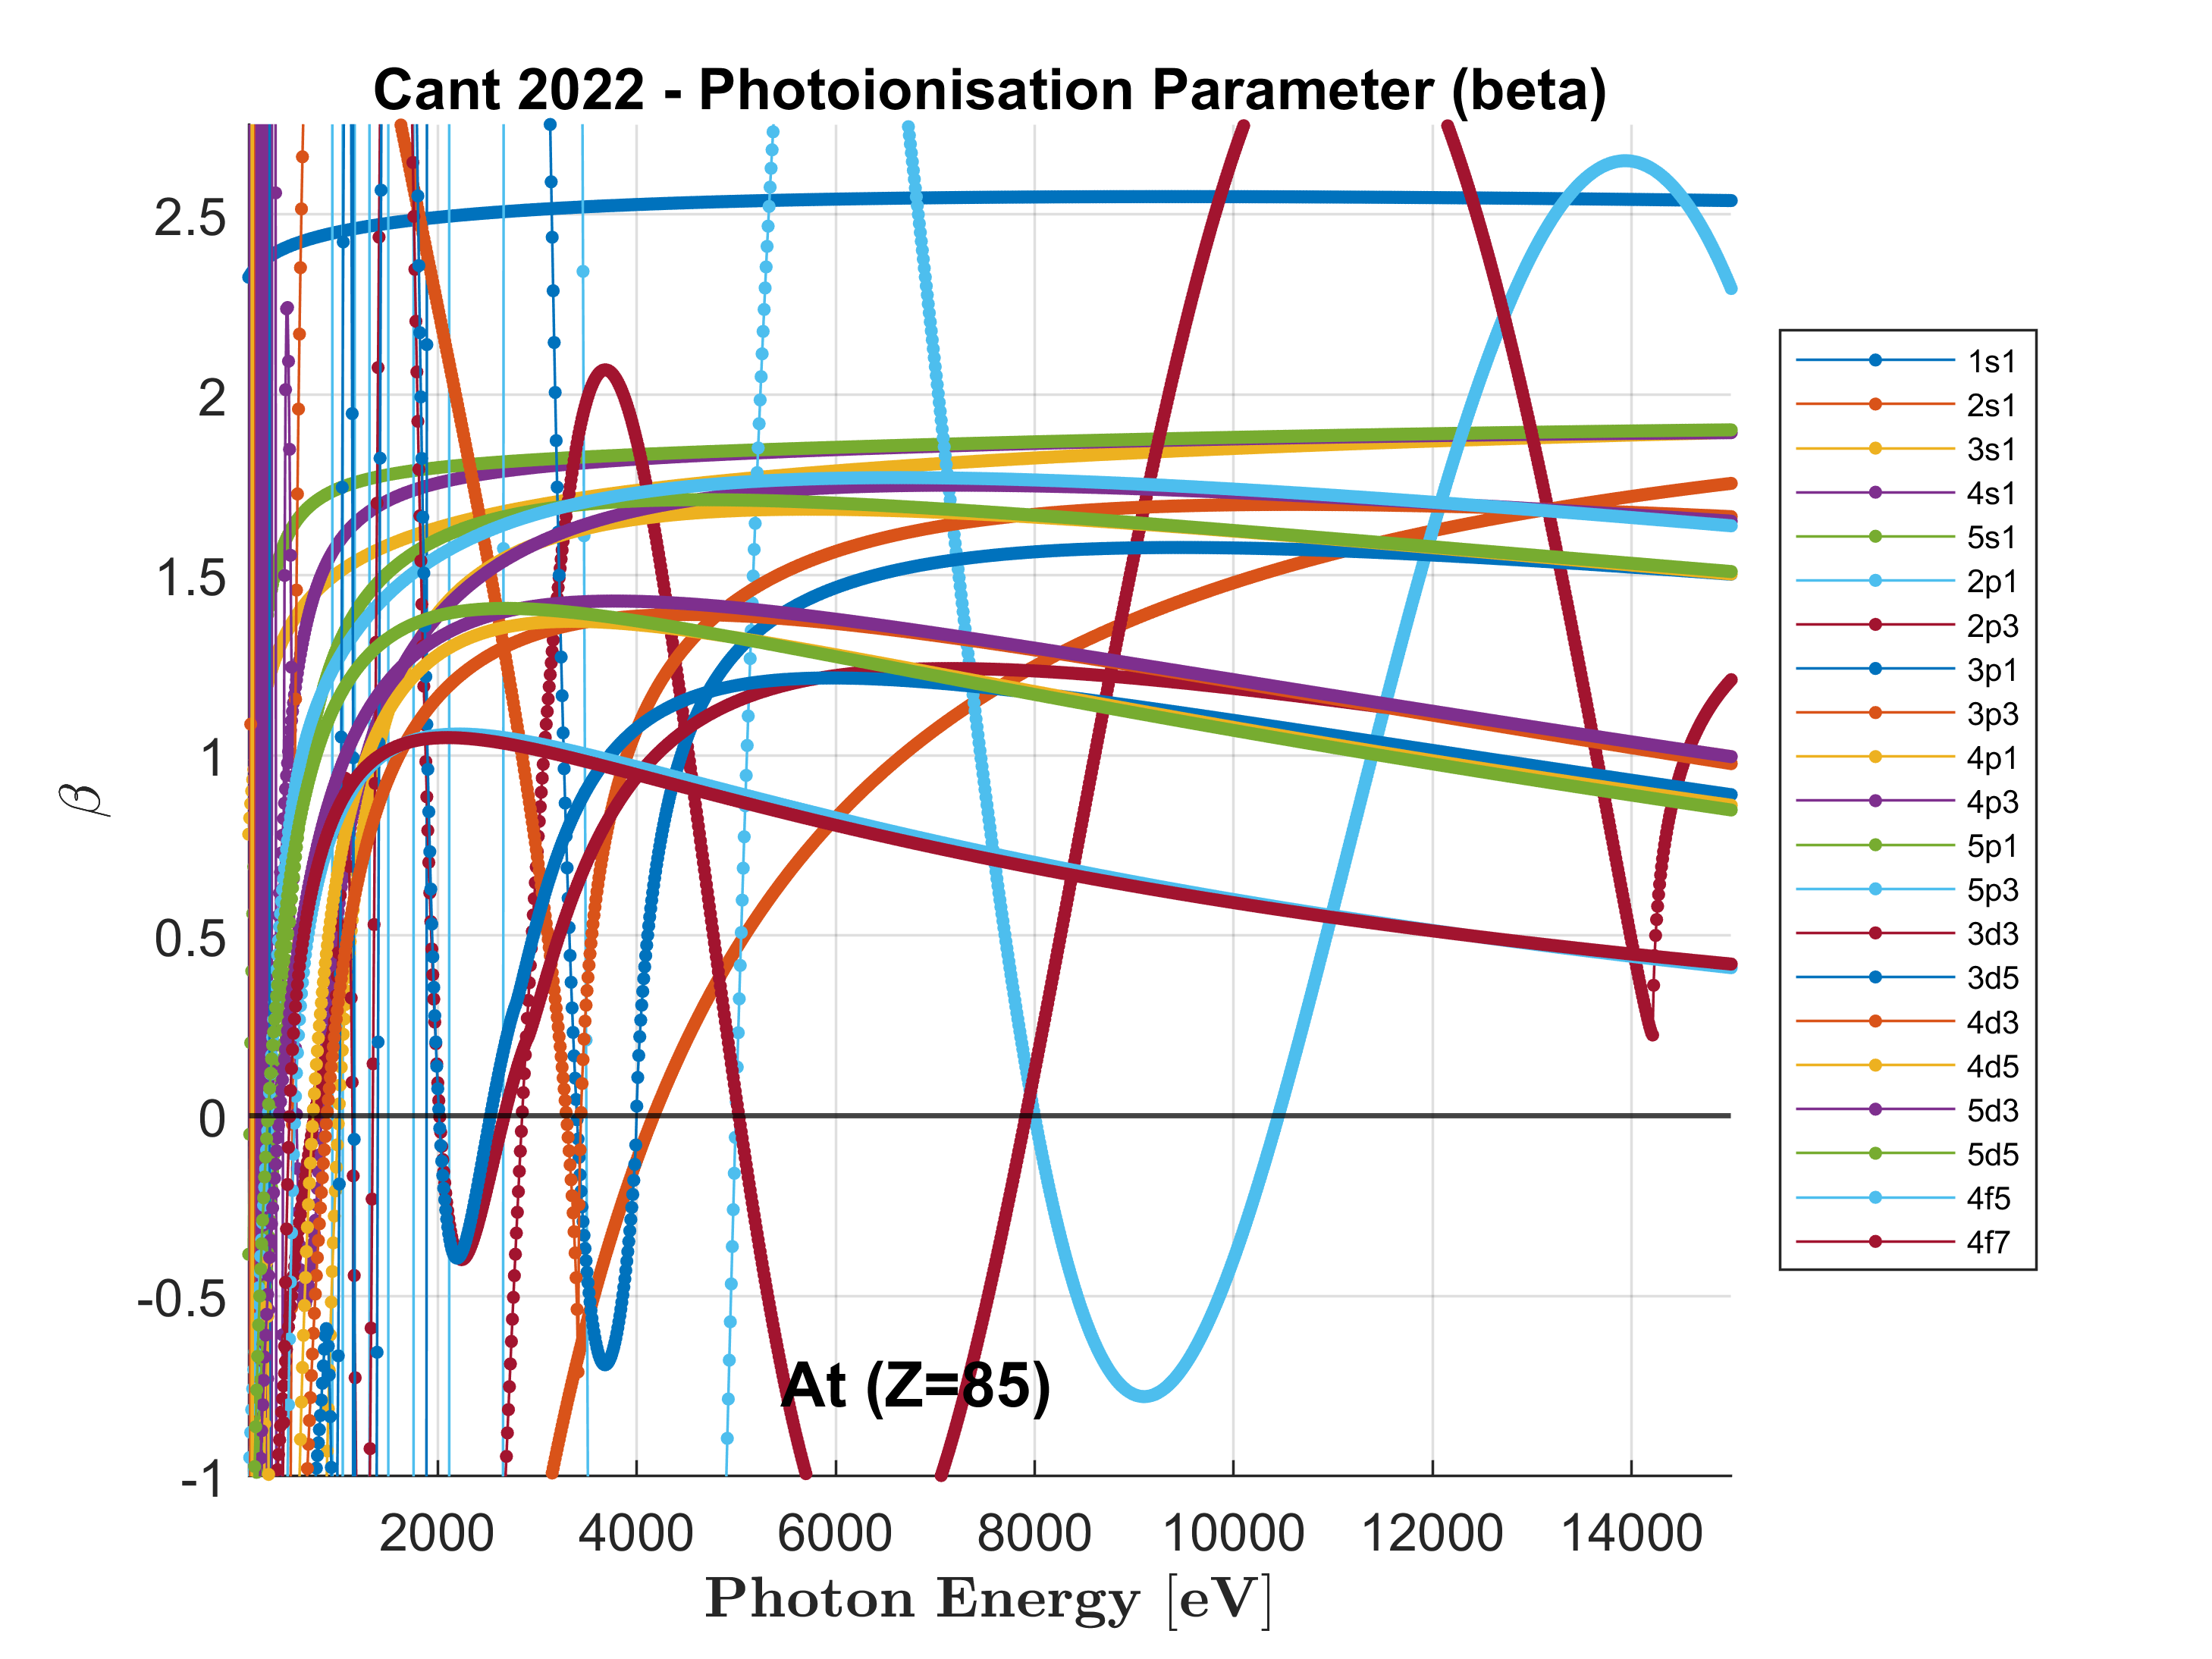 Cant 2022 - Photoionisation Parameter (beta)
2.5
2
1.5
1
0.5
0
-0.5
-1
β
2000 4000 6000 8000 10000 12000 14000
Photon Energy [eV]
At (Z=85)
1s1
2s1
3s1
4s1
5s1
2p1
2p3
3p1
3p3
4p1
4p3
5p1
5p3
3d3
3d5
4d3
4d5
5d3
5d5
4f5
4f7